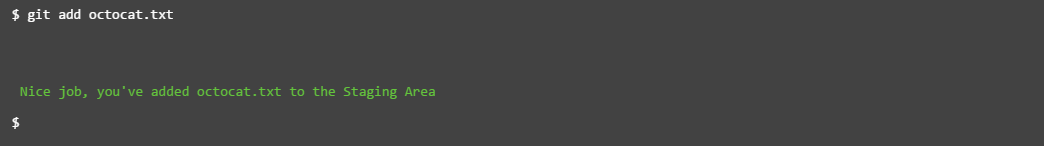 $ git add octocat.txt
Nice job, you've added octocat.txt to the Staging Area
$